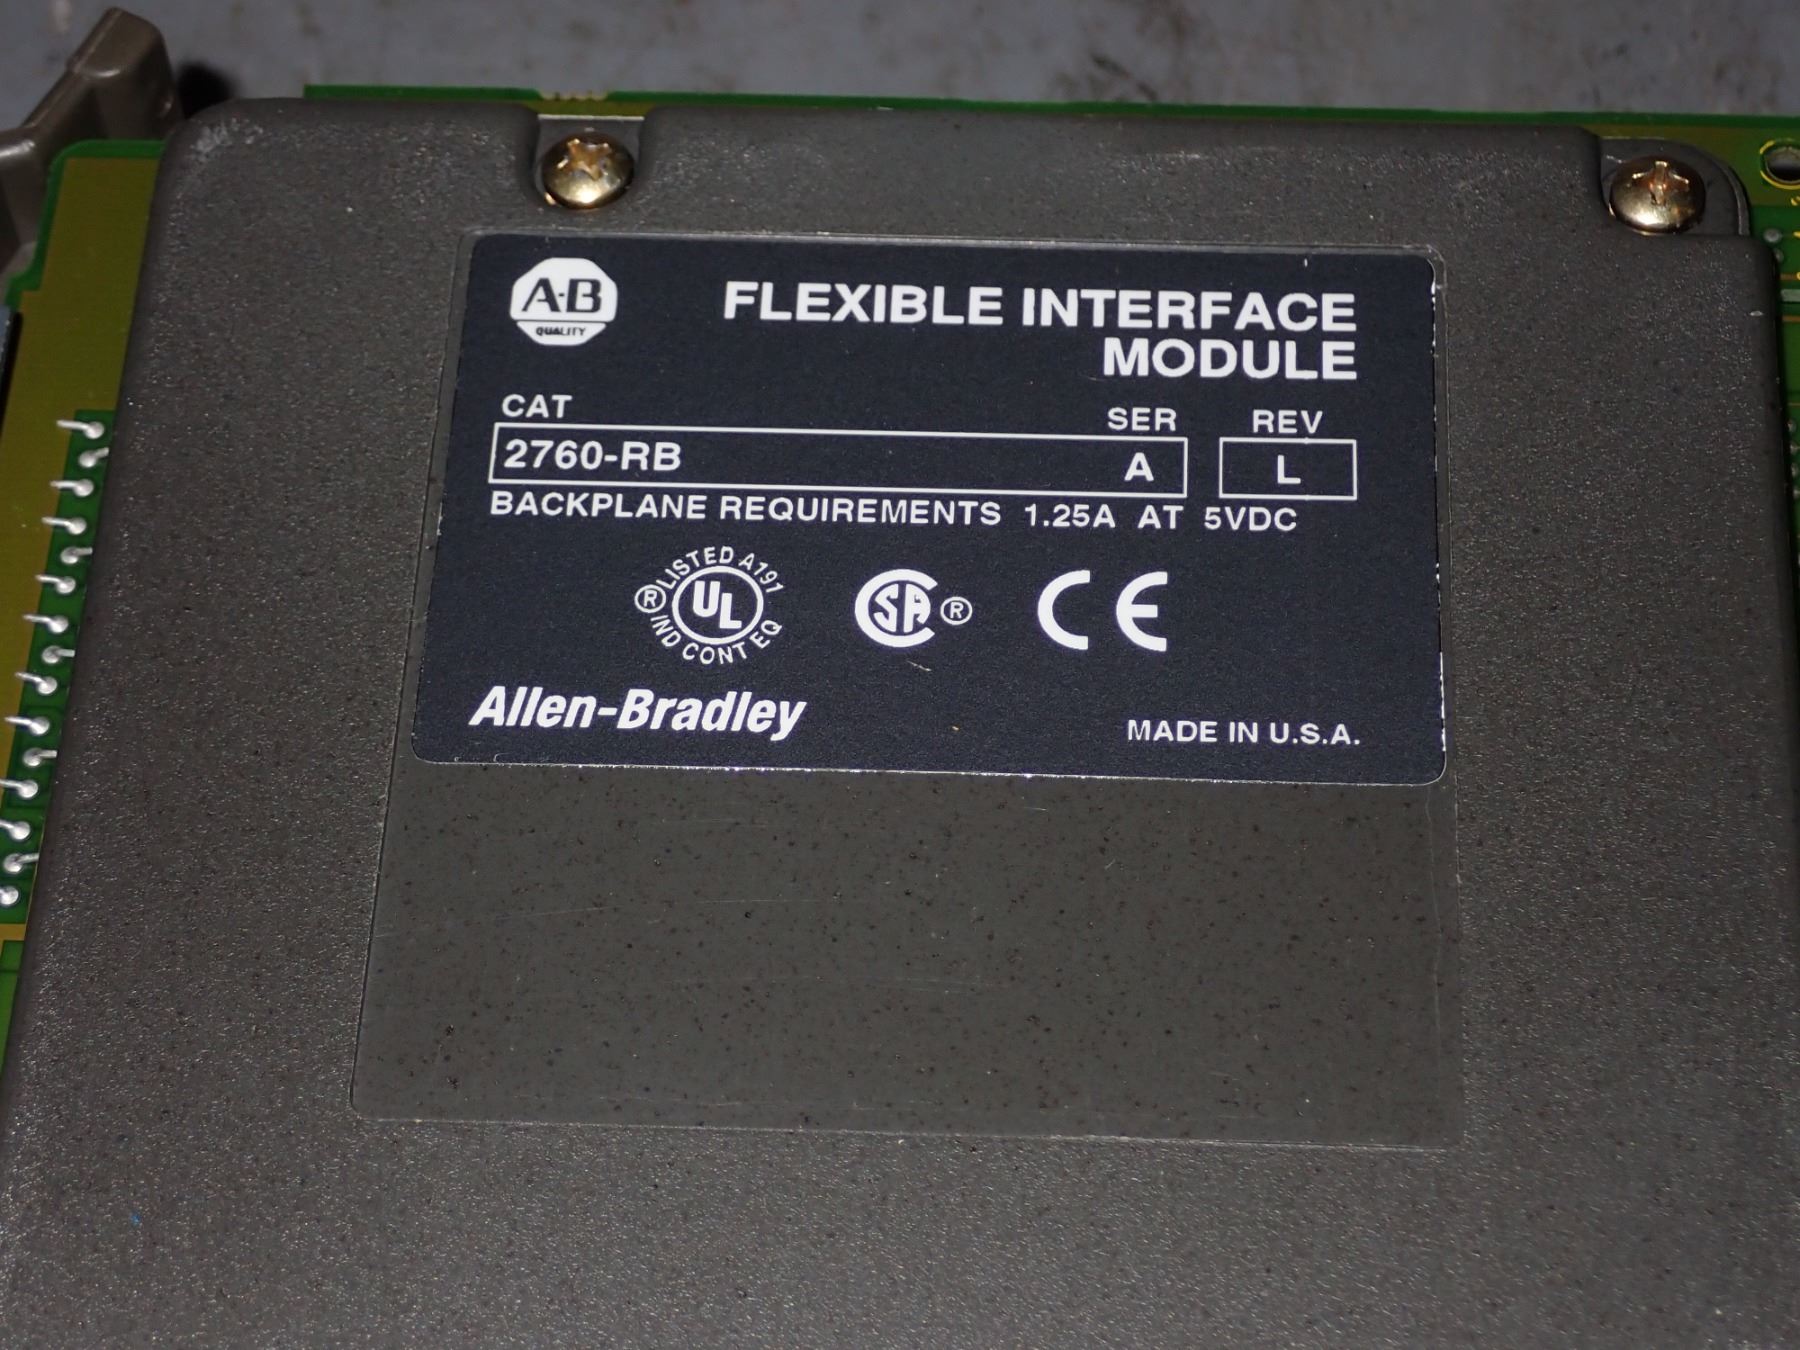 A-B
QUALITY
FLEXIBLE INTERFACE
MODULE
CAT SER REV
2760-RB A L
BACKPLANE REQUIREMENTS 1.25A AT 5VDC
® LISTED A191
UL
IND CONT EQ
SA ®
CE
Allen-Bradley
MADE IN U.S.A.